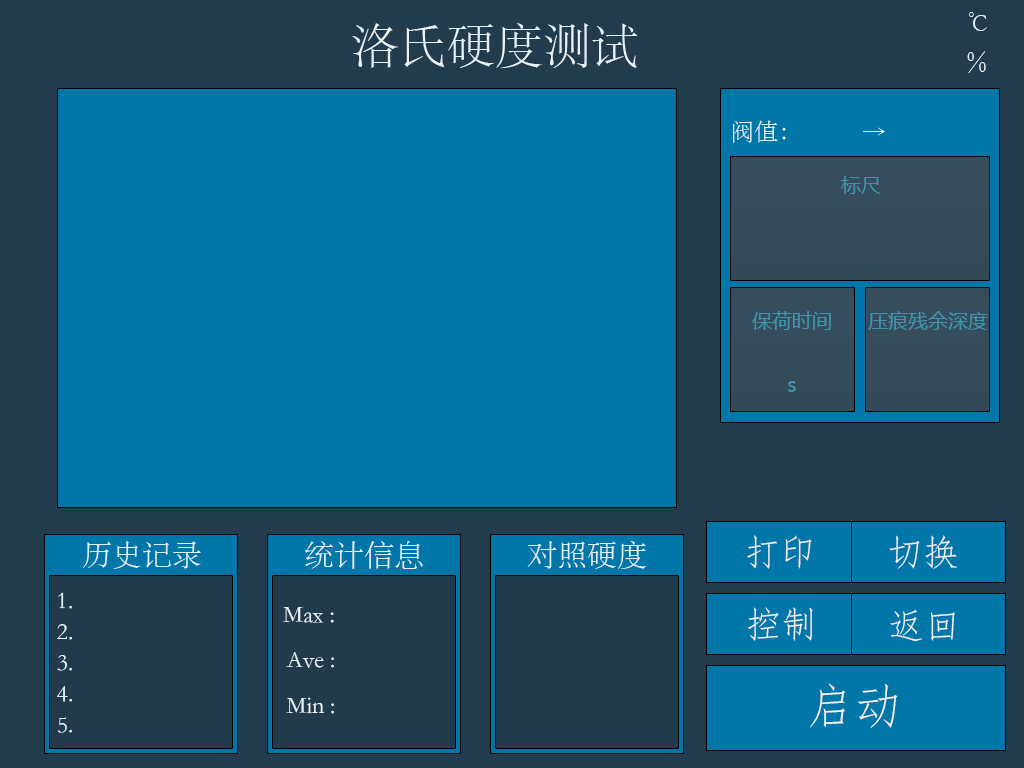 洛氏硬度测试
℃
%
阀值: →
标尺
保荷时间
s
压痕残余深度
历史记录
1.
2.
3.
4.
5.
统计信息
Max :
Ave :
Min :
对照硬度
打印
切换
控制
返回
启动